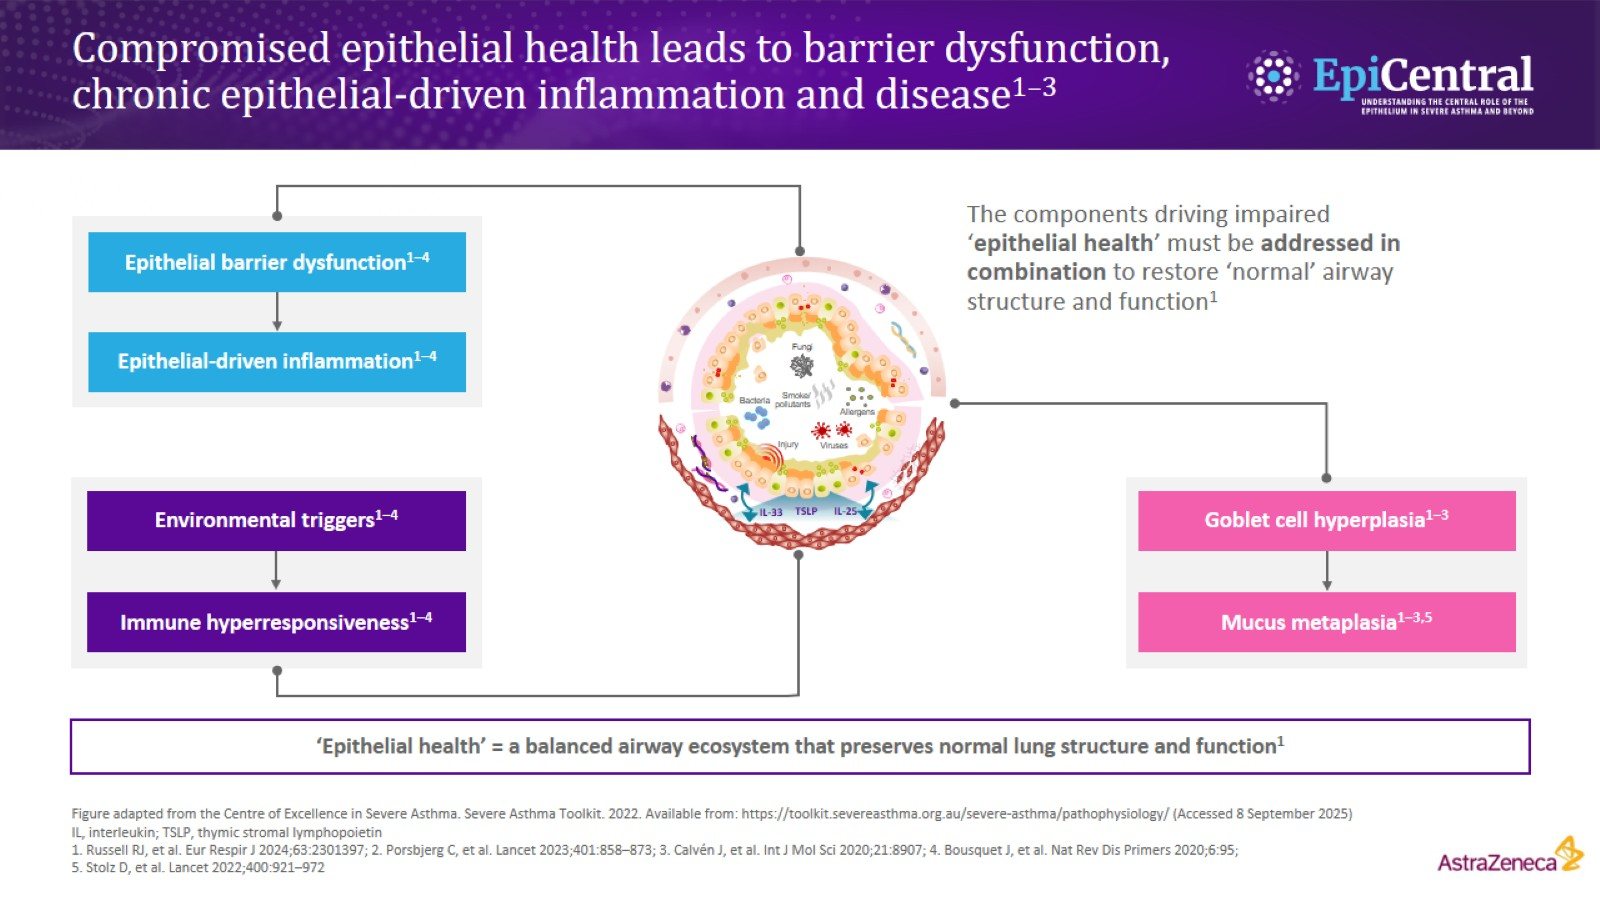 Compromised epithelial health leads to barrier dysfunction,
chronic epithelial-driven inflammation and disease¹⁻³
EpiCentral
UNDERSTANDING THE CENTRAL ROLE OF THE
EPITHELIUM IN SEVERE ASTHMA AND BEYOND
Epithelial barrier dysfunction¹⁻⁴
Epithelial-driven inflammation¹⁻⁴
The components driving impaired
‘epithelial health’ must be addressed in
combination to restore ‘normal’ airway
structure and function¹
Fungi
Bacteria
Smoke/
pollutants
Allergens
Injury
Viruses
IL-33 TSLP IL-25
Environmental triggers¹⁻⁴
Immune hyperresponsiveness¹⁻⁴
Goblet cell hyperplasia¹⁻³
Mucus metaplasia¹⁻³,⁵
‘Epithelial health’ = a balanced airway ecosystem that preserves normal lung structure and function¹
Figure adapted from the Centre of Excellence in Severe Asthma. Severe Asthma Toolkit. 2022. Available from: https://toolkit.severeasthma.org.au/severe-asthma/pathophysiology/ (Accessed 8 September 2025)
IL, interleukin; TSLP, thymic stromal lymphopoietin
1. Russell RJ, et al. Eur Respir J 2024;63:2301397; 2. Porsbjerg C, et al. Lancet 2023;401:858–873; 3. Calvén J, et al. Int J Mol Sci 2020;21:8907; 4. Bousquet J, et al. Nat Rev Dis Primers 2020;6:95;
5. Stolz D, et al. Lancet 2022;400:921–972
AstraZeneca